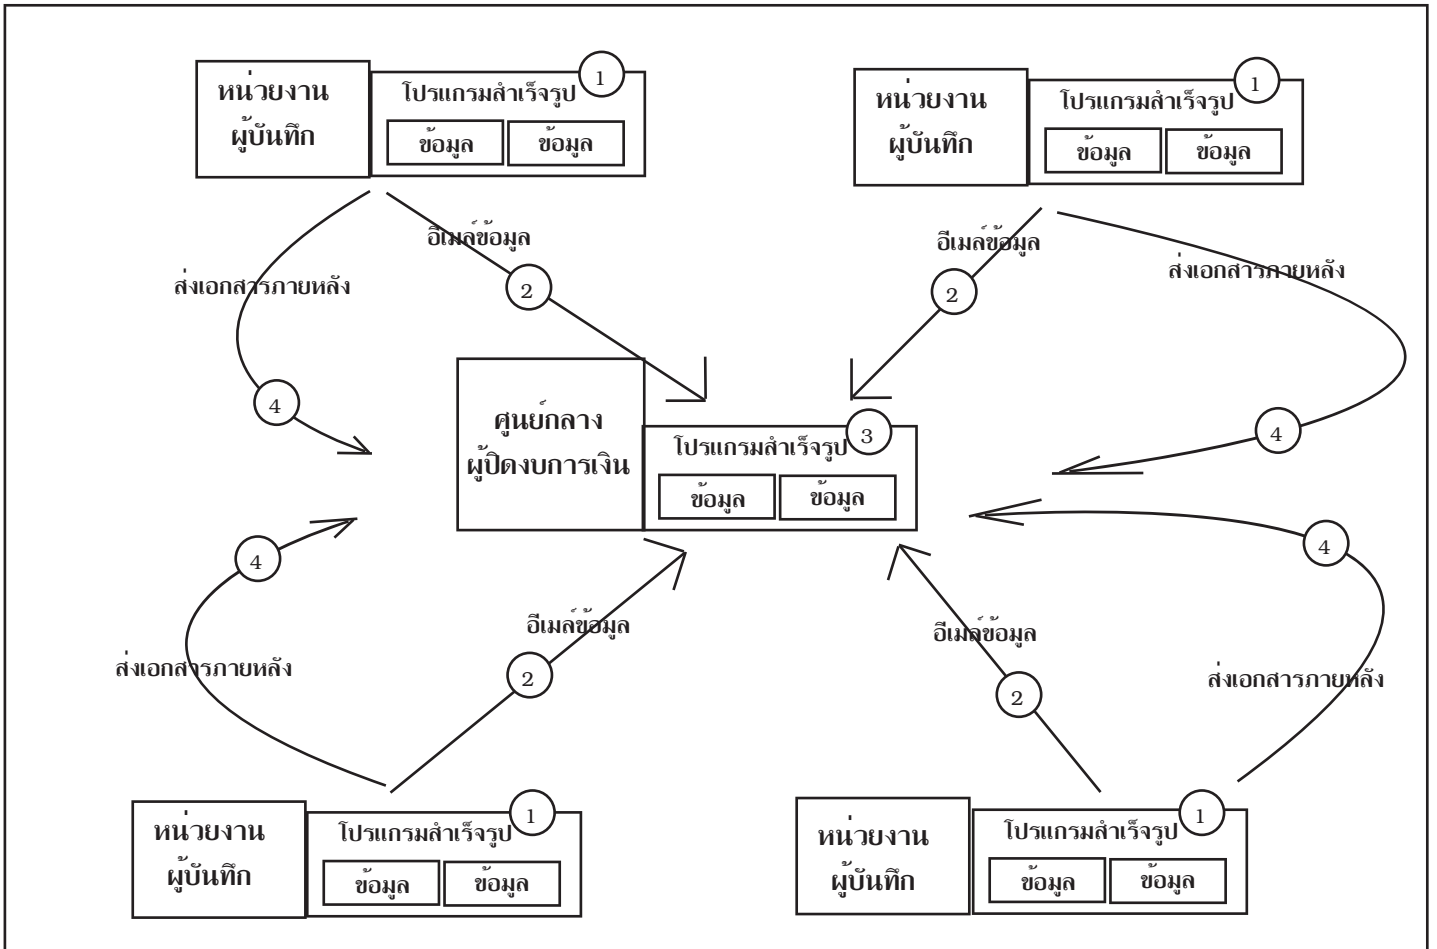 หน่วยงาน
ผู้บันทึก
โปรแกรมสำเร็จรูป
1
ข้อมูล
ข้อมูล
หน่วยงาน
ผู้บันทึก
โปรแกรมสำเร็จรูป
1
ข้อมูล
ข้อมูล
อีเมล์ข้อมูล
2
ส่งเอกสารภายหลัง
4
อีเมล์ข้อมูล
2
ส่งเอกสารภายหลัง
4
ศูนย์กลาง
ผู้ปิดงบการเงิน
โปรแกรมสำเร็จรูป
3
ข้อมูล
ข้อมูล
4
ส่งเอกสารภายหลัง
อีเมล์ข้อมูล
2
อีเมล์ข้อมูล
2
4
ส่งเอกสารภายหลัง
หน่วยงาน
ผู้บันทึก
โปรแกรมสำเร็จรูป
1
ข้อมูล
ข้อมูล
หน่วยงาน
ผู้บันทึก
โปรแกรมสำเร็จรูป
1
ข้อมูล
ข้อมูล